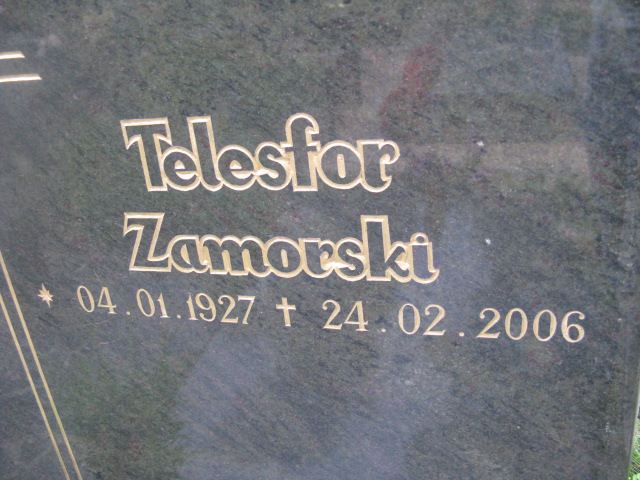 Telesfor
Zamorski
* 04.01.1927 † 24.02.2006